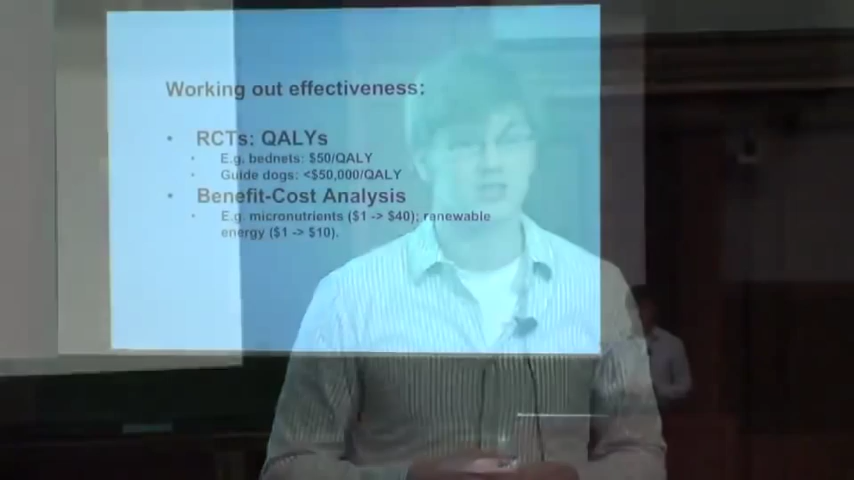 Working out effectiveness:
• RCTs: QALYs
• E.g. bednets: $50/QALY
• Guide dogs: <$50,000/QALY
• Benefit-Cost Analysis
• E.g. micronutrients ($1 -> $40); renewable
energy ($1 -> $10).